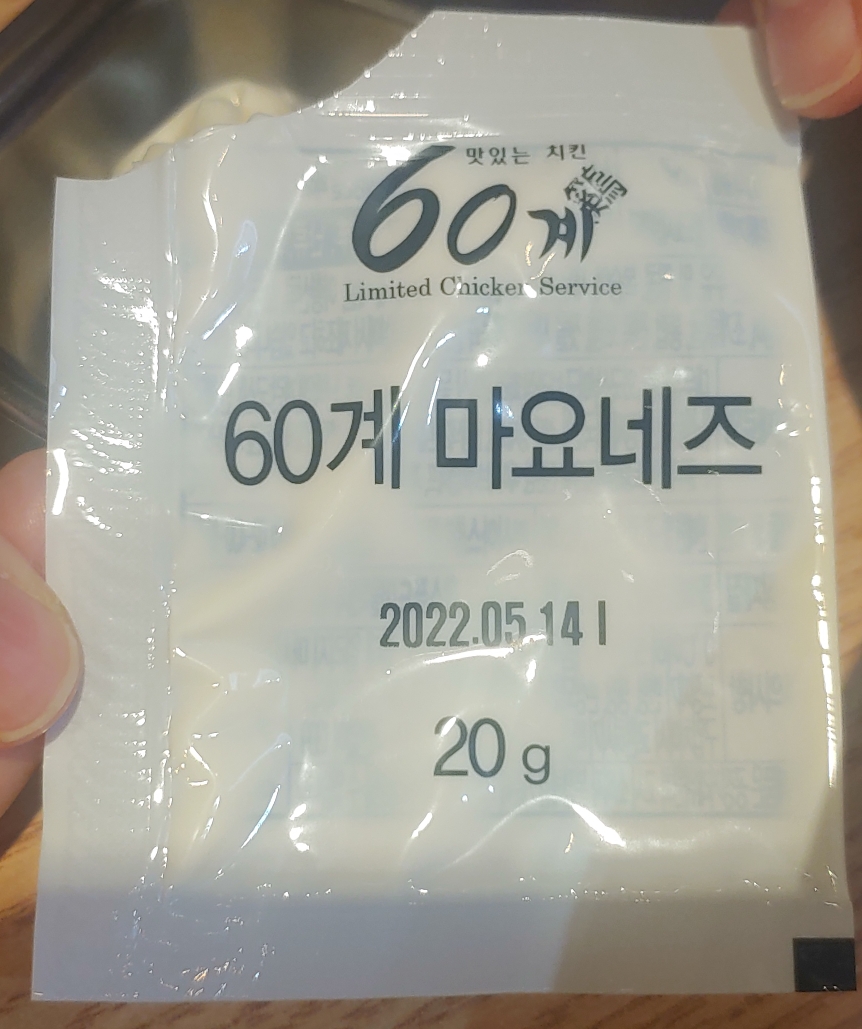 맛있는 치킨
60계
Limited Chicken Service
60계 마요네즈
2022.05.14 I
20 g